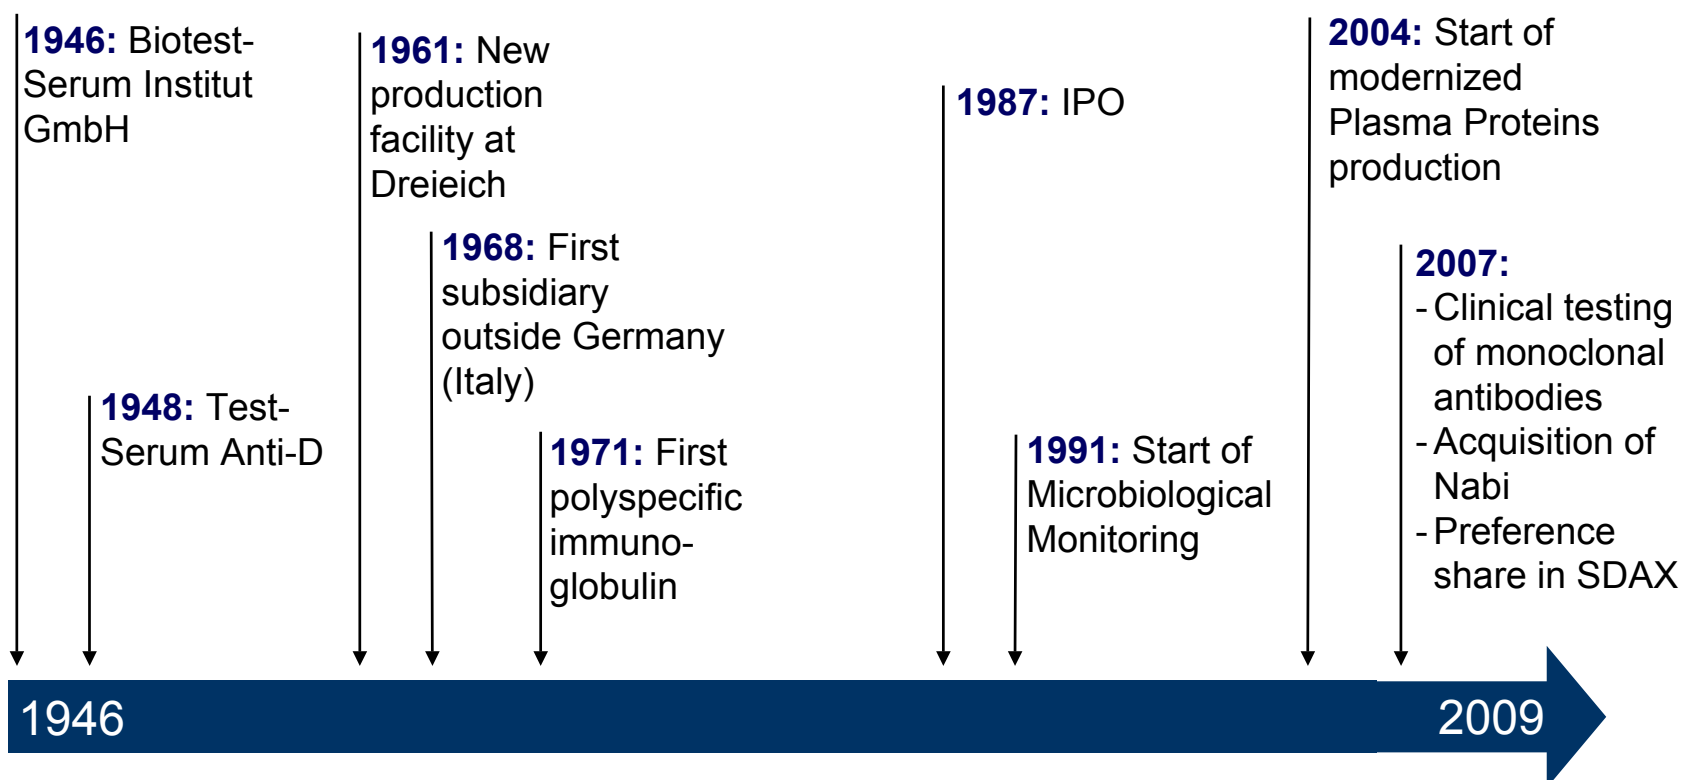 1946: Biotest-
Serum Institut
GmbH
1948: Test-
Serum Anti-D
1961: New
production
facility at
Dreieich
1968: First
subsidiary
outside Germany
(Italy)
1971: First
polyspecific
immuno-
globulin
1987: IPO
1991: Start of
Microbiological
Monitoring
2004: Start of
modernized
Plasma Proteins
production
2007:
- Clinical testing
of monoclonal
antibodies
- Acquisition of
Nabi
- Preference
share in SDAX
1946
2009